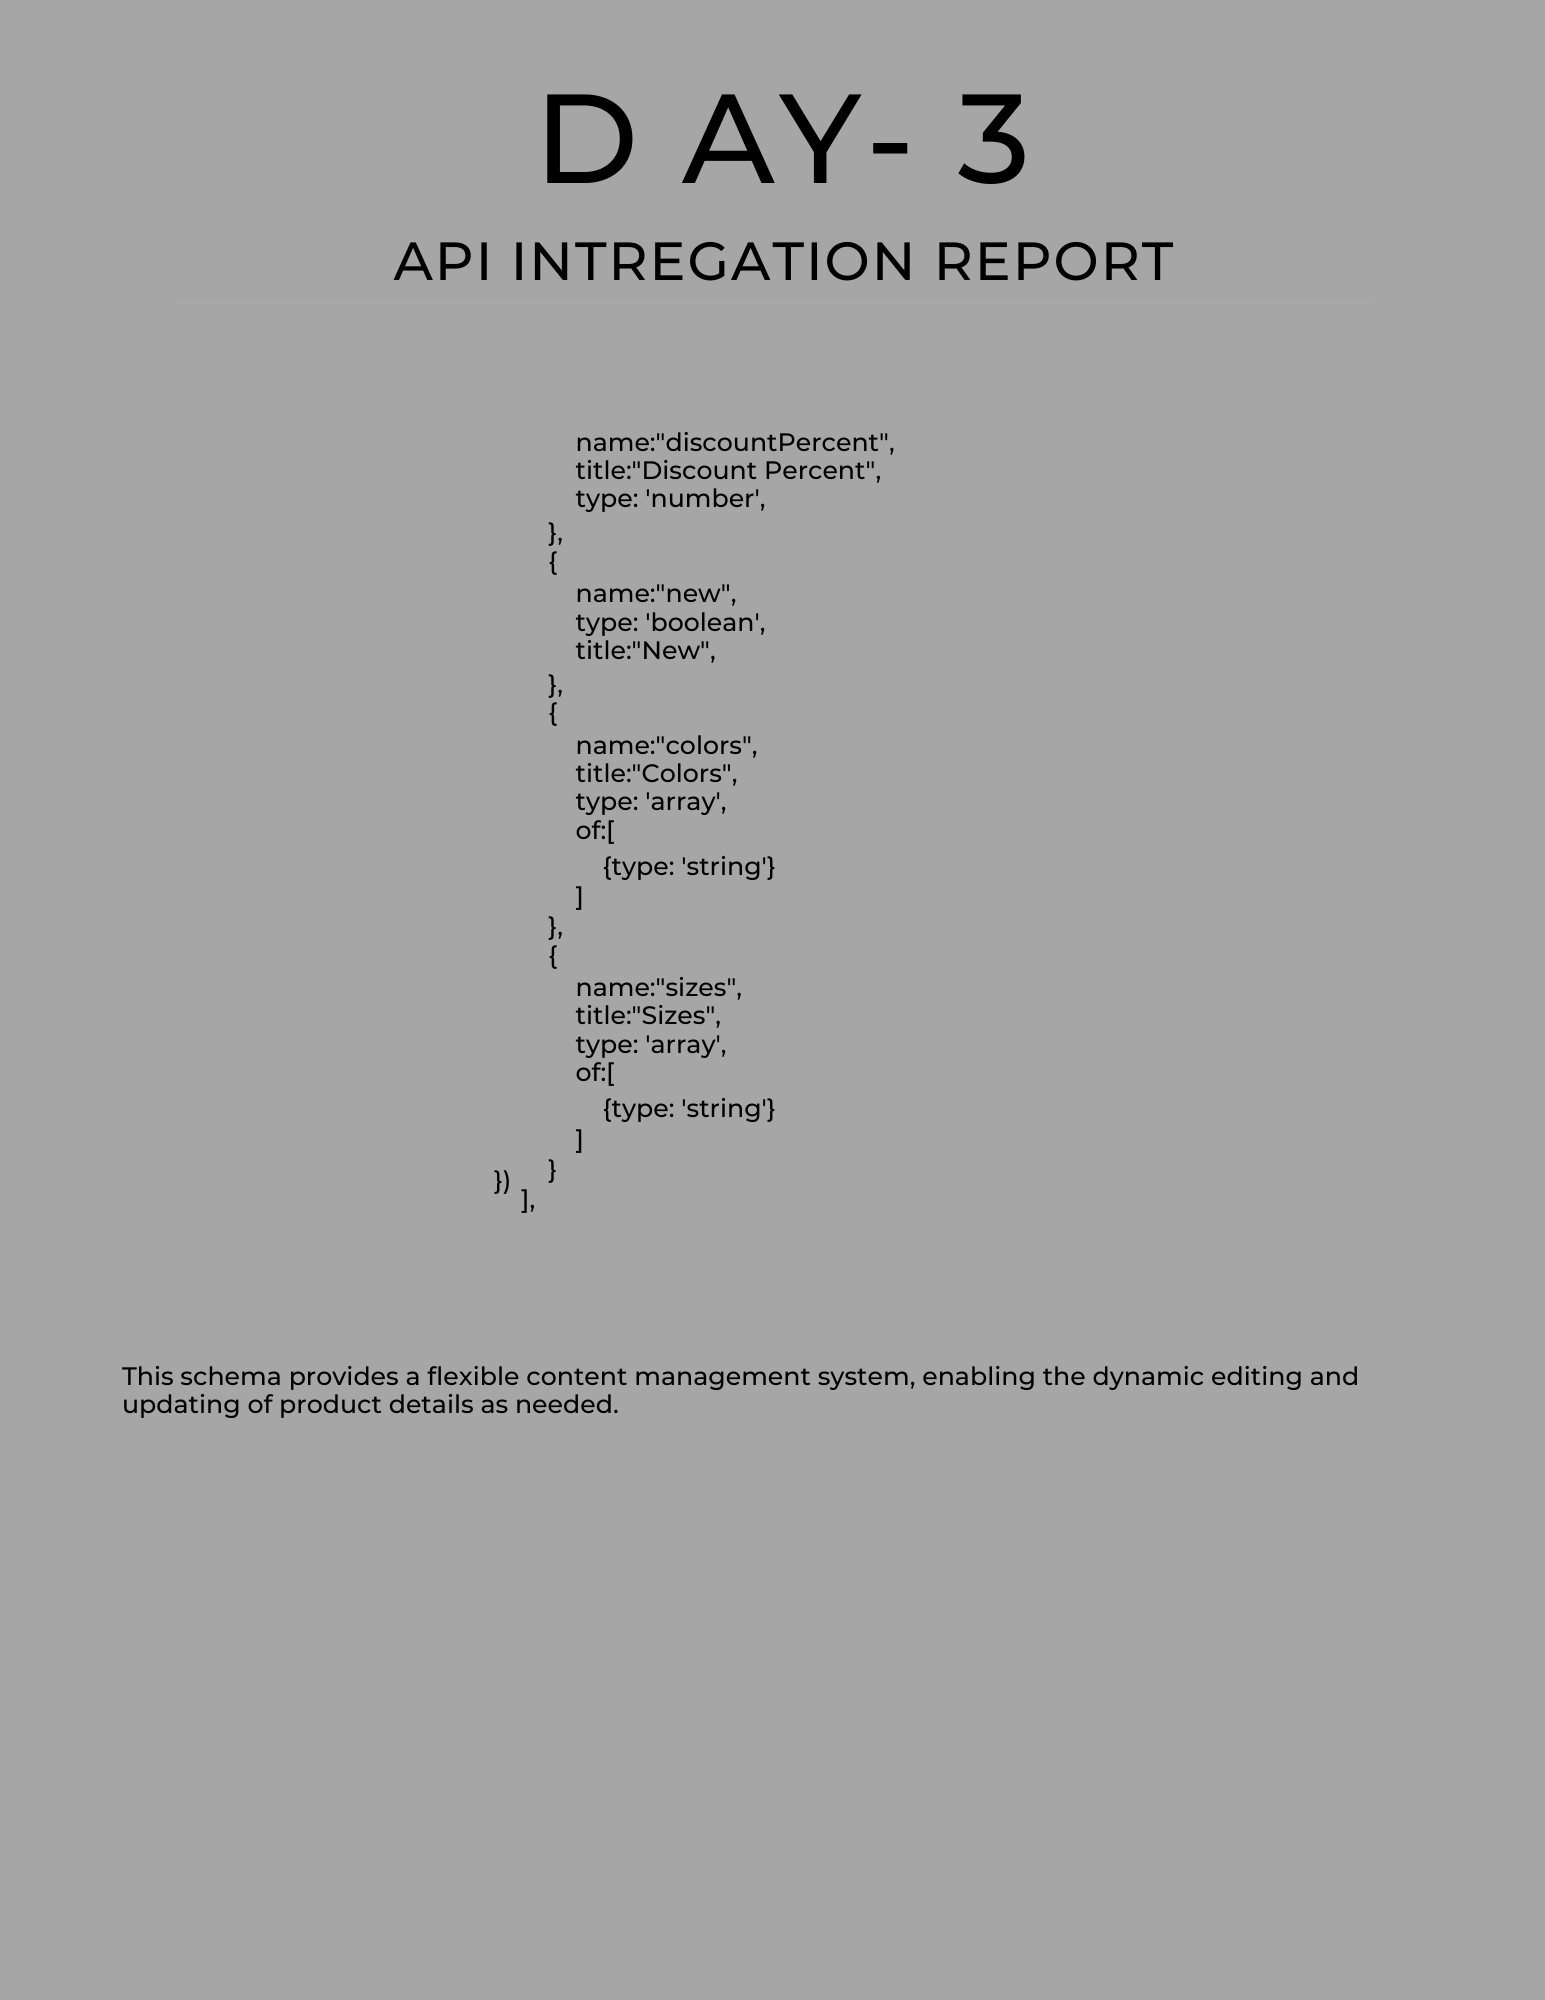 D AY- 3
API INTREGATION REPORT
name:"discountPercent",
title:"Discount Percent",
type: 'number',
},
{
name:"new",
type: 'boolean',
title:"New",
},
{
name:"colors",
title:"Colors",
type: 'array',
of:[
{type: 'string'}
]
},
{
name:"sizes",
title:"Sizes",
type: 'array',
of:[
{type: 'string'}
]
}
})
],
This schema provides a flexible content management system, enabling the dynamic editing and
updating of product details as needed.